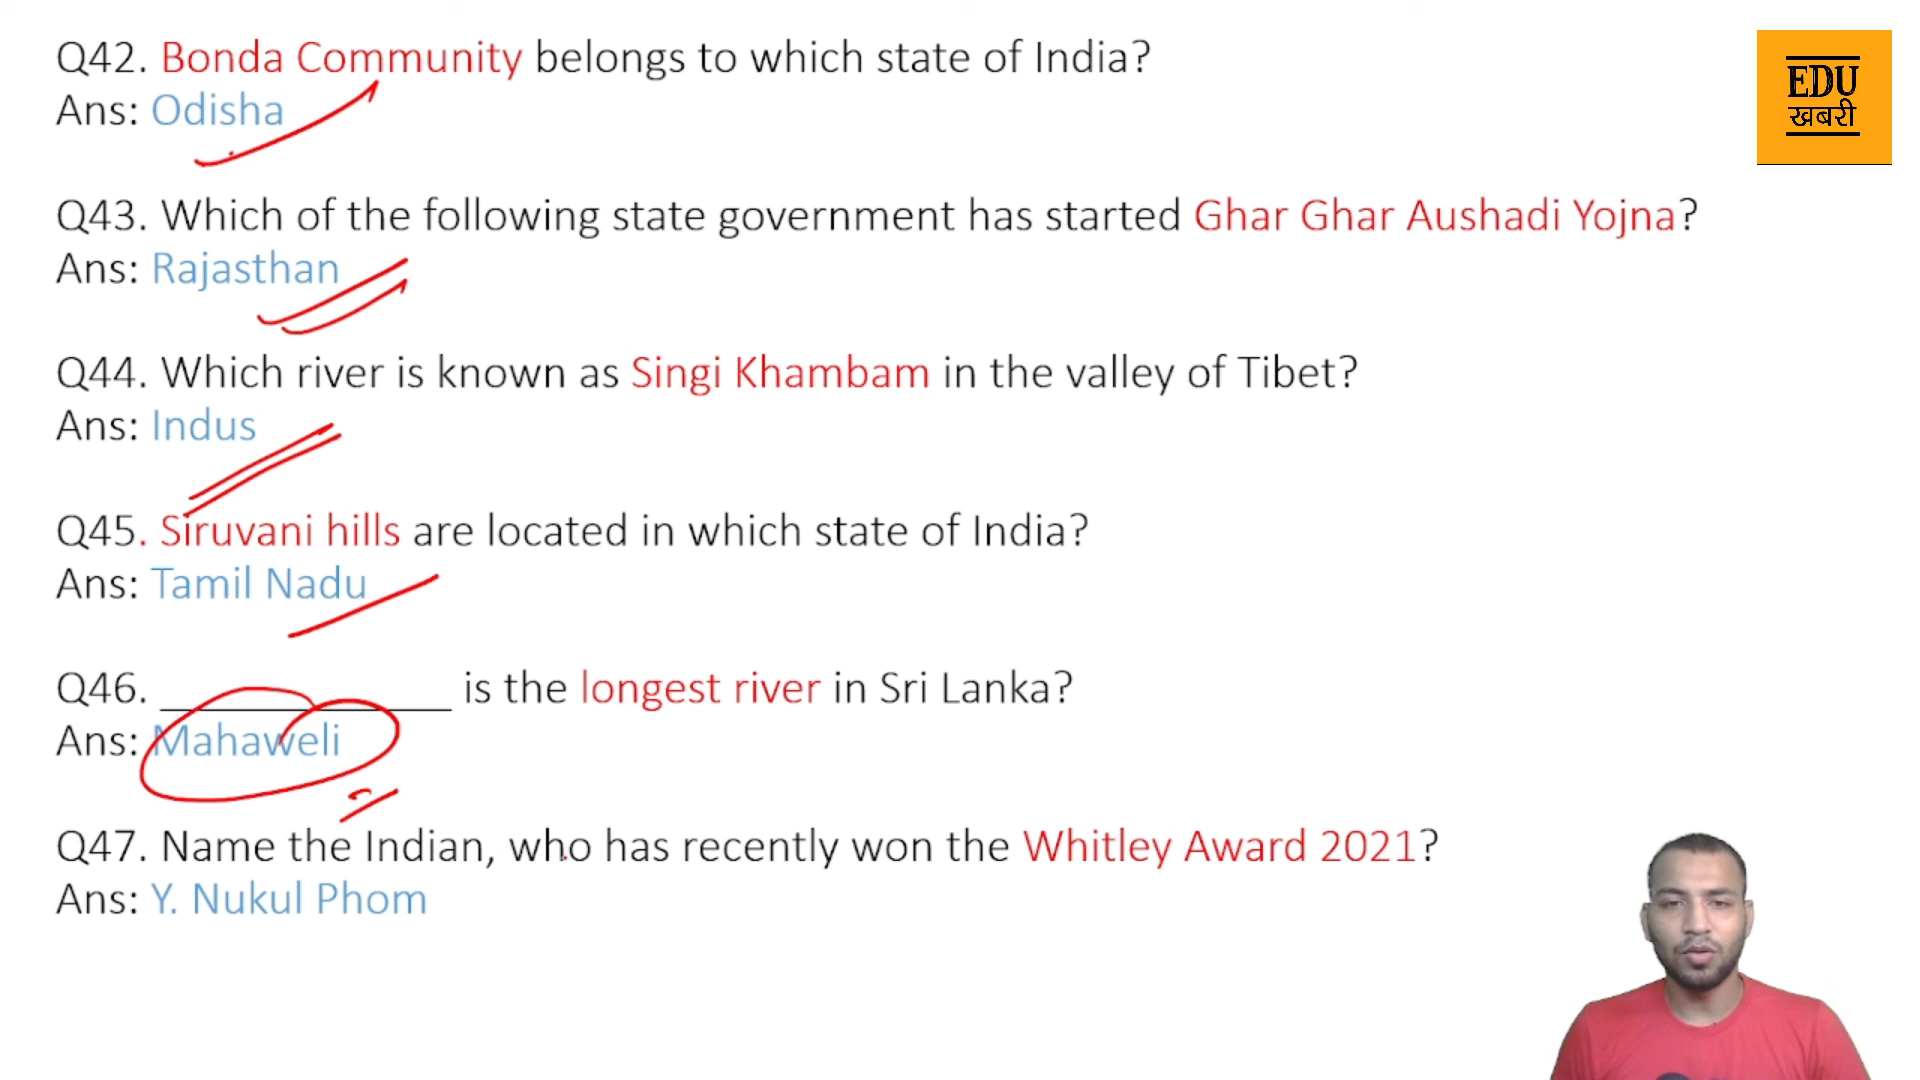 Q42. Bonda Community belongs to which state of India?
Ans: Odisha
EDU
खबरी
Q43. Which of the following state government has started Ghar Ghar Aushadi Yojna?
Ans: Rajasthan
Q44. Which river is known as Singi Khambam in the valley of Tibet?
Ans: Indus
Q45. Siruvani hills are located in which state of India?
Ans: Tamil Nadu
Q46. ____________ is the longest river in Sri Lanka?
Ans: Mahaweli
Q47. Name the Indian, who has recently won the Whitley Award 2021?
Ans: Y. Nukul Phom